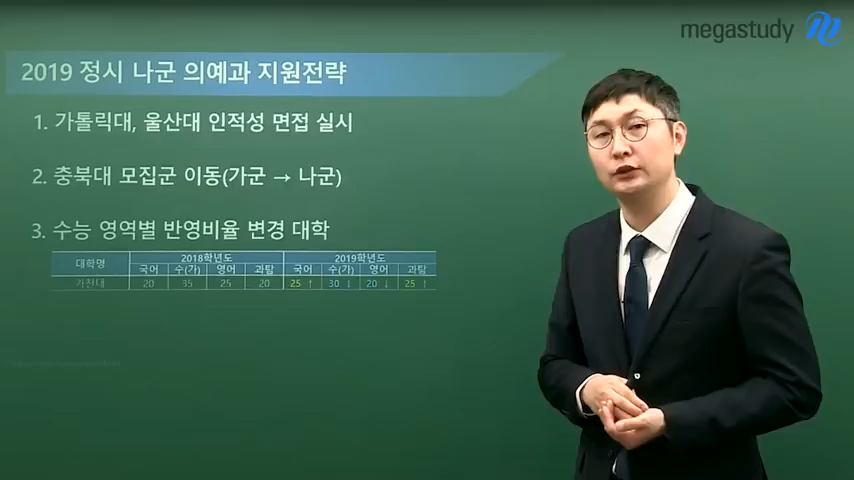 megastudy
2019 정시 나군 의예과 지원전략
1. 가톨릭대, 울산대 인적성 면접 실시
2. 충북대 모집군 이동(가군 → 나군)
3. 수능 영역별 반영비율 변경 대학
대학명 2018학년도 2019학년도
국어 수(가) 영어 과탐 국어 수(가) 영어 과탐
가천대 20 35 25 20 25 ↑ 30 ↓ 20 ↓ 25 ↑